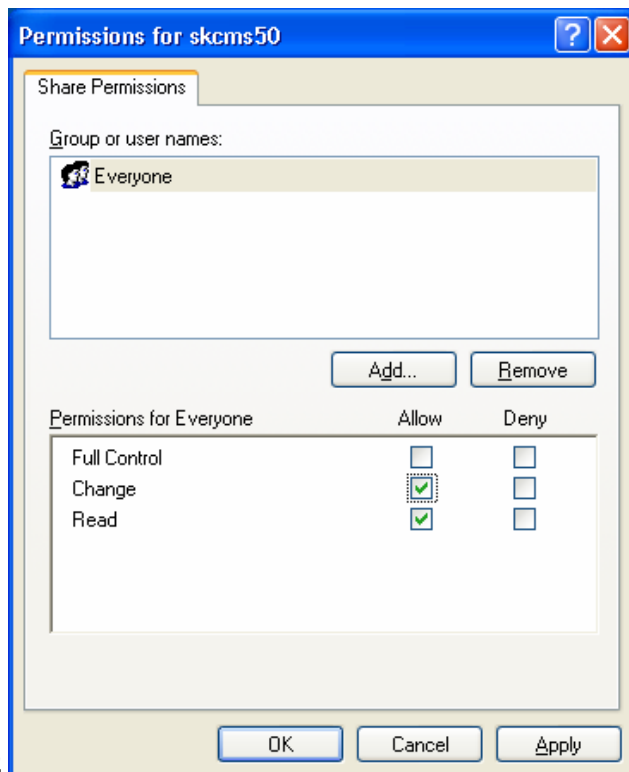 Permissions for skcms50
Share Permissions
Group or user names:
Everyone
Add... Remove
Permissions for Everyone Allow Deny
Full Control
Change
Read
OK Cancel Apply